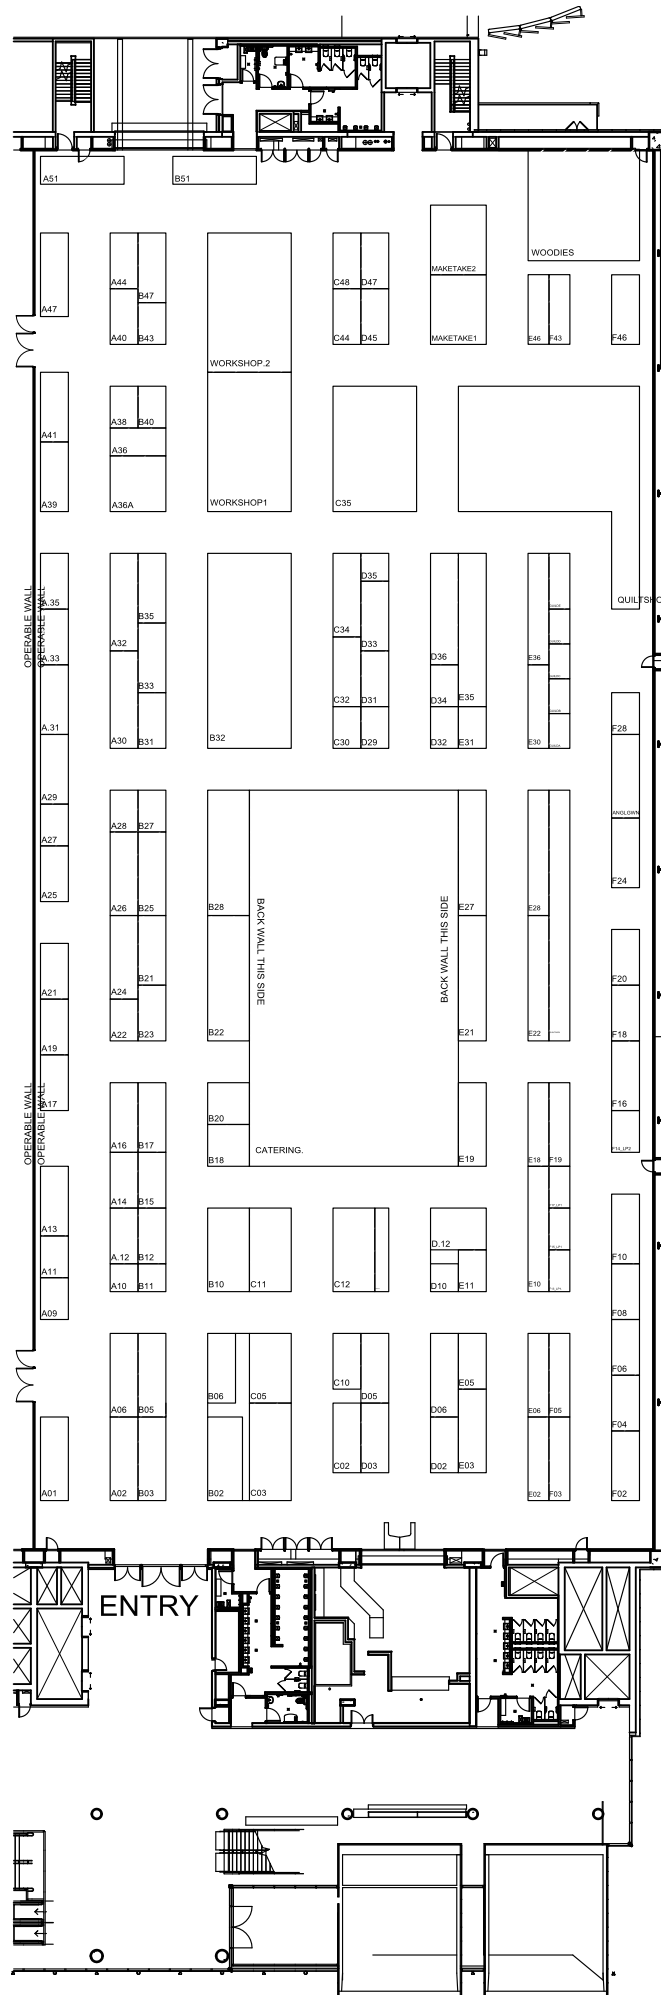 A51
B51
WOODIES
MAKETAKE2
A44
B47
C48
D47
A47
A40
B43
WORKSHOP.2
C44
D45
MAKETAKE1
E46
F43
F46
A38
B40
A41
A36
A39
A36A
WORKSHOP1
C35
D35
QUILTSHO
OPERABLE WALL
OPERABLE WALL
A.35
B35
C34
A32
D33
A.33
D36
E36
B33
C32
D31
D34
E35
A.31
F28
A30
B31
B32
C30
D29
D32
E31
E30
A29
ANGLGWN
A28
B27
A27
F24
A25
A26
B25
B28
BACK WALL THIS SIDE
BACK WALL THIS SIDE
E27
E28
B21
F20
A21
A24
A22
B23
B22
E21
E22
F18
A19
A17
F16
OPERABLE WALL
OPERABLE WALL
B20
A16
B17
CATERING.
F14_LP2
B18
E19
E18
F19
A14
B15
A13
D.12
A.12
B12
F10
A11
A10
B11
B10
C11
C12
D10
E11
E10
A09
F08
F06
C10
E05
B06
C05
D05
A06
B05
D06
E06
F05
F04
C02
D03
D02
E03
A01
A02
B03
B02
C03
E02
F03
F02
ENTRY